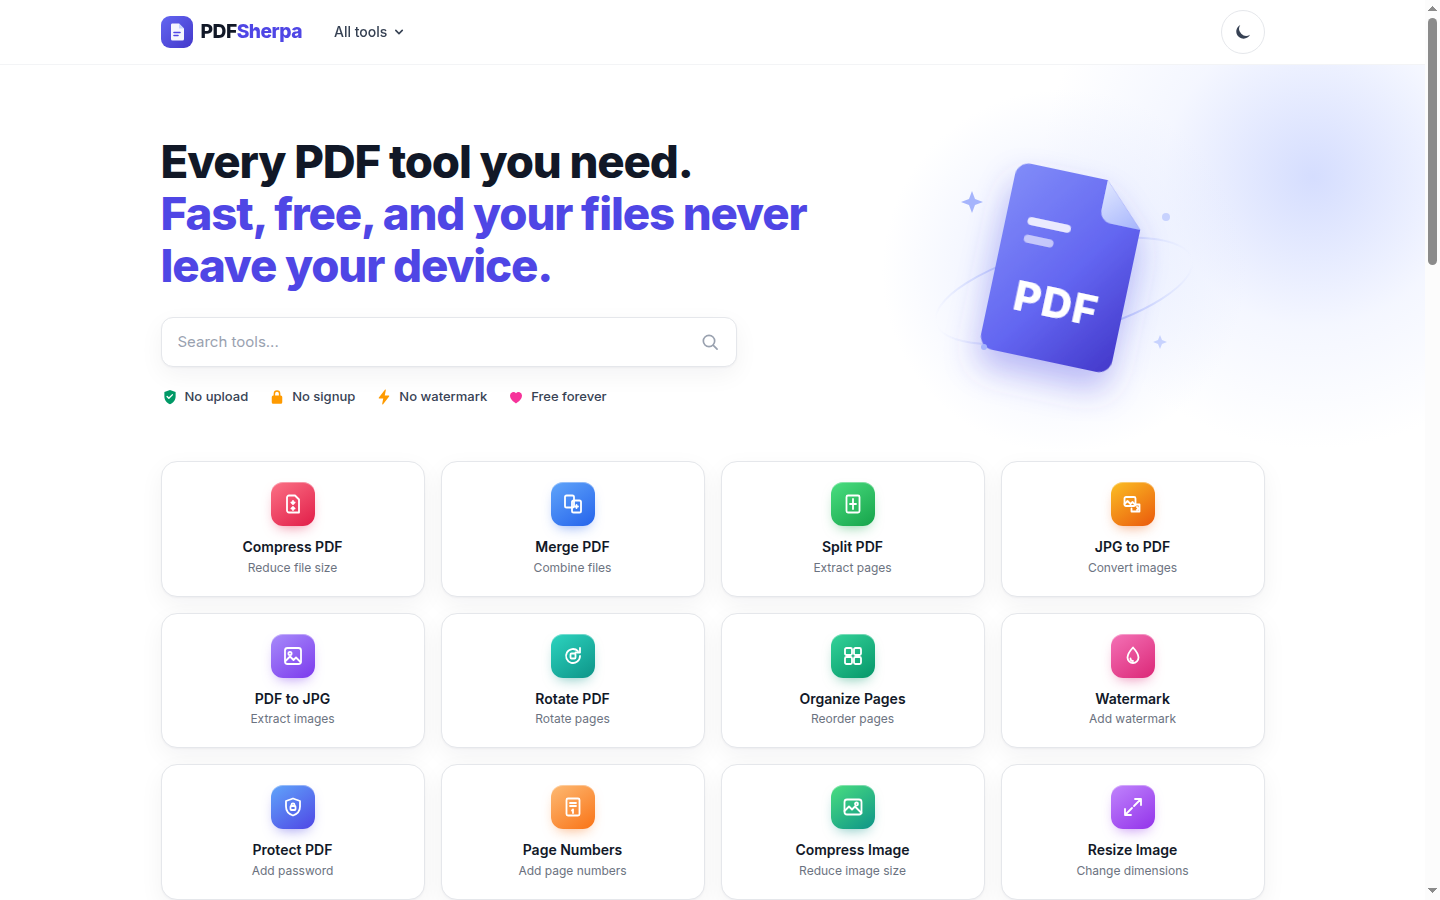 PDFSherpa
All tools
Every PDF tool you need.
Fast, free, and your files never
leave your device.
PDF
Search tools...
No upload
No signup
No watermark
Free forever
Compress PDF
Reduce file size
Merge PDF
Combine files
Split PDF
Extract pages
JPG to PDF
Convert images
PDF to JPG
Extract images
Rotate PDF
Rotate pages
Organize Pages
Reorder pages
Watermark
Add watermark
Protect PDF
Add password
Page Numbers
Add page numbers
Compress Image
Reduce image size
Resize Image
Change dimensions